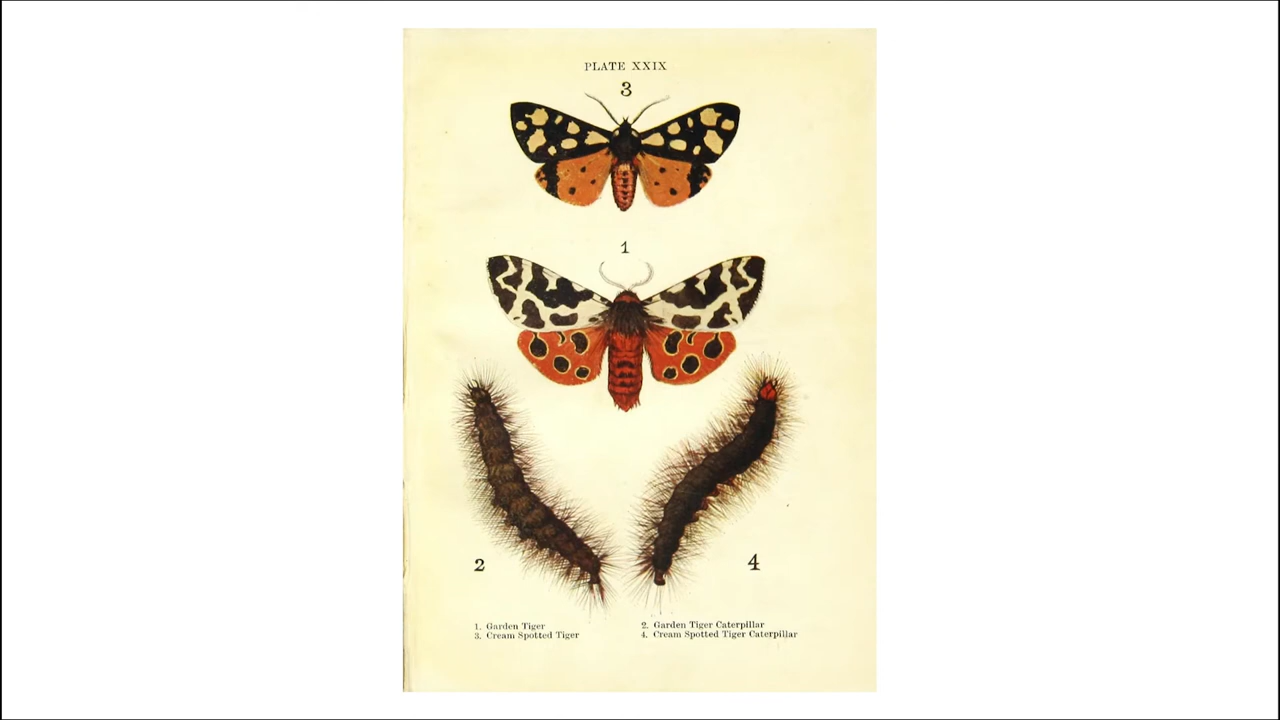 PLATE XXIX
3
1
2
4
1. Garden Tiger
3. Cream Spotted Tiger
2. Garden Tiger Caterpillar
4. Cream Spotted Tiger Caterpillar